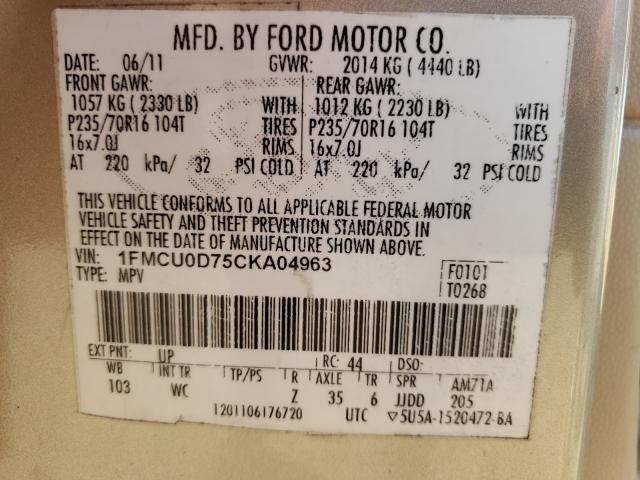 MFD. BY FORD MOTOR CO.
DATE: 06/11 GVWR: 2014 KG ( 4440 LB)
FRONT GAWR: REAR GAWR:
1057 KG ( 2330 LB) WITH 1012 KG ( 2230 LB) WITH
P235/70R16 104T TIRES P235/70R16 104T TIRES
16x7.0J RIMS 16x7.0J RIMS
AT 220 kPa/ 32 PSI COLD AT 220 kPa/ 32 PSI COLD
THIS VEHICLE CONFORMS TO ALL APPLICABLE FEDERAL MOTOR
VEHICLE SAFETY AND THEFT PREVENTION STANDARDS IN
EFFECT ON THE DATE OF MANUFACTURE SHOWN ABOVE.
VIN: 1FMCU0D75CKA04963 F0101
TYPE: MPV T0268
EXT PNT: UP RC: 44 DSO:
WB INT TR TP/PS R AXLE TR SPR AM71A
103 WC Z 35 6 JJDD 205
1201106176720 UTC ▽5U5A-1520472-BA